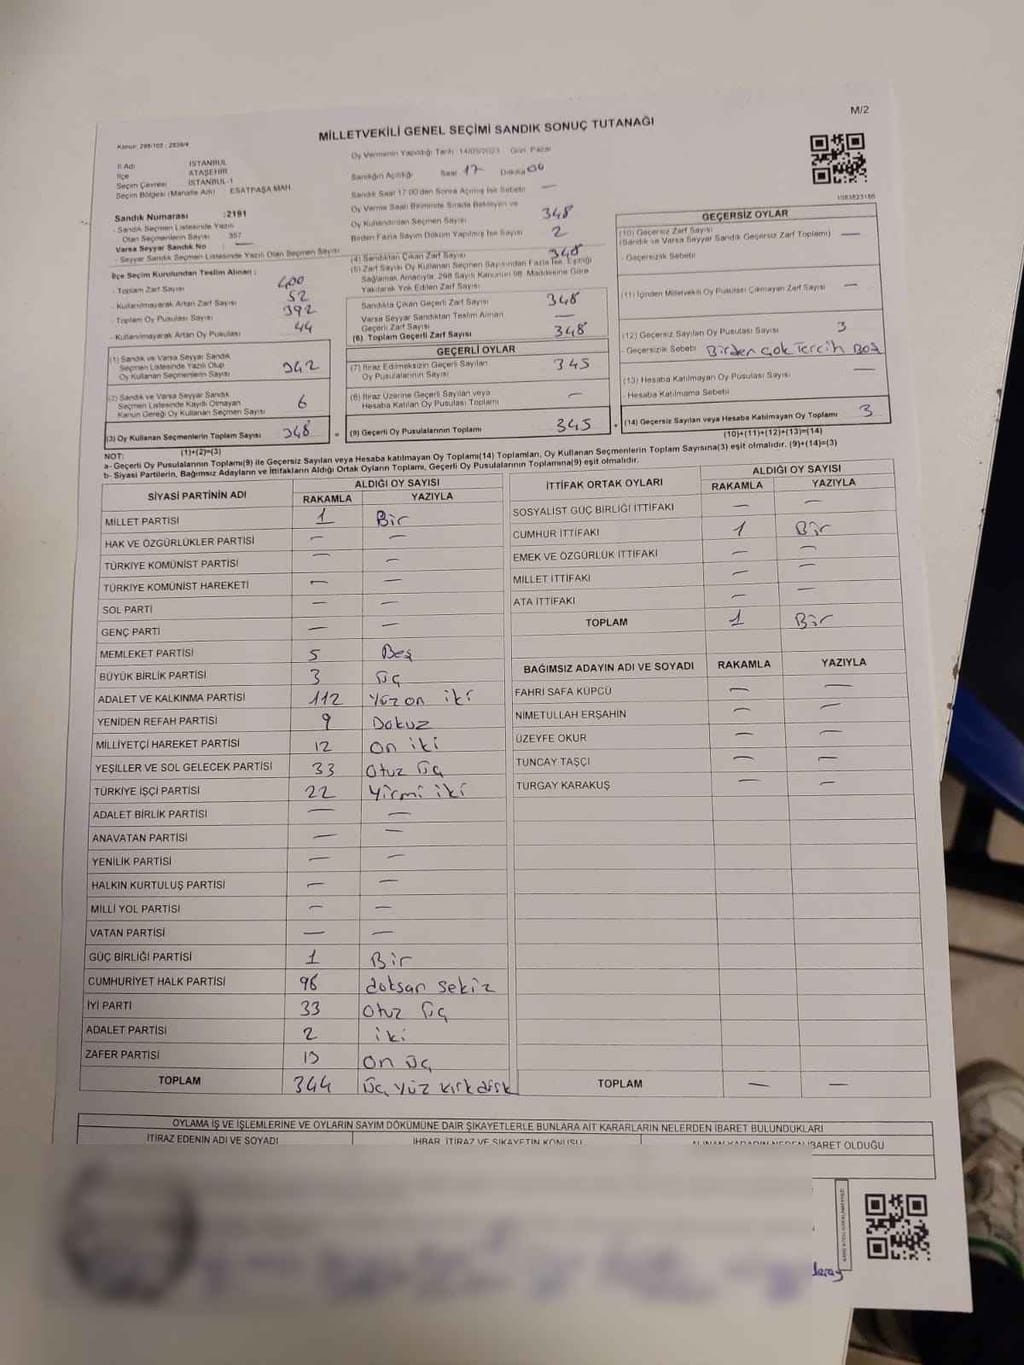 M/2
MİLLETVEKİLİ GENEL SEÇİMİ SANDIK SONUÇ TUTANAĞI
İl Adı İSTANBUL
İlçe ATAŞEHİR
Seçim Çevresi İSTANBUL-1
Seçim Bölgesi (Mahalle Adı) ESATPAŞA MAH.
Oy Vermenin Yapıldığı Tarih 14/05/2023 Gün Pazar
Sandığın Açıldığı Saat 17 Dakika 00
Sandık Saat 17:00'den Sonra Açılmış İse Sebebi —
Oy Verme Saati Bitiminde Sırada Bekleyen ve
Oy Kullandırılan Seçmen Sayısı 348
Birden Fazla Sayım Döküm Yapılmış İse Sayısı 2
Sandık Numarası :2191
- Sandık Seçmen Listesinde Yazılı
Olan Seçmenlerin Sayısı 357
Varsa Seyyar Sandık No —
- Seyyar Sandık Seçmen Listesinde Yazılı Olan Seçmen Sayısı
İlçe Seçim Kurulundan Teslim Alınan :
- Toplam Zarf Sayısı 400
- Kullanılmayarak Artan Zarf Sayısı 52
- Toplam Oy Pusulası Sayısı 392
- Kullanılmayarak Artan Oy Pusulası 44
(1) Sandık ve Varsa Seyyar Sandık
Seçmen Listesinde Yazılı Olup
Oy Kullanan Seçmenlerin Sayısı 342
(2) Sandık ve Varsa Seyyar Sandık
Seçmen Listesinde Kaydı Olmayan
Kanun Gereği Oy Kullanan Seçmen Sayısı 6
(3) Oy Kullanan Seçmenlerin Toplam Sayısı 348
(1)+(2)=(3)
(4) Sandıktan Çıkan Zarf Sayısı 348
(5) Zarf Sayısı Oy Kullanan Seçmen Sayısından Fazla İse, Eşitliği
Sağlamak Amacıyla, 298 Sayılı Kanunun 98. Maddesine Göre
Yakılarak Yok Edilen Zarf Sayısı
Sandıkta Çıkan Geçerli Zarf Sayısı 348
Varsa Seyyar Sandıktan Teslim Alınan
Geçerli Zarf Sayısı —
(6) Toplam Geçerli Zarf Sayısı 348
GEÇERLİ OYLAR
(7) İtiraz Edilmeksizin Geçerli Sayılan
Oy Pusulalarının Sayısı 345
(8) İtiraz Üzerine Geçerli Sayılan veya
Hesaba Katılan Oy Pusulası Toplamı —
= (9) Geçerli Oy Pusulalarının Toplamı 345
GEÇERSİZ OYLAR
(10) Geçersiz Zarf Sayısı
(Sandık ve Varsa Seyyar Sandık Geçersiz Zarf Toplamı) —
- Geçersizlik Sebebi
(11) İçinden Milletvekili Oy Pusulası Çıkmayan Zarf Sayısı —
(12) Geçersiz Sayılan Oy Pusulası Sayısı 3
- Geçersizlik Sebebi Birden çok Tercih Boş
(13) Hesaba Katılmayan Oy Pusulası Sayısı —
- Hesaba Katılmama Sebebi
+ (14) Geçersiz Sayılan veya Hesaba Katılmayan Oy Toplamı 3
(10)+(11)+(12)+(13)=(14)
NOT:
a- Geçerli Oy Pusulalarının Toplamı(9) ile Geçersiz Sayılan veya Hesaba katılmayan Oy Toplamı(14) Toplamları, Oy Kullanan Seçmenlerin Toplam Sayısına(3) eşit olmalıdır. (9)+(14)=(3)
b- Siyasi Partilerin, Bağımsız Adayların ve İttifakların Aldığı Ortak Oyların Toplamı, Geçerli Oy Pusulalarının Toplamına(9) eşit olmalıdır.
SİYASİ PARTİNİN ADI ALDIĞI OY SAYISI
RAKAMLA YAZIYLA
MİLLET PARTİSİ 1 Bir
HAK VE ÖZGÜRLÜKLER PARTİSİ — —
TÜRKİYE KOMÜNİST PARTİSİ — —
TÜRKİYE KOMÜNİST HAREKETİ — —
SOL PARTİ — —
GENÇ PARTİ — —
MEMLEKET PARTİSİ 5 Beş
BÜYÜK BİRLİK PARTİSİ 3 Üç
ADALET VE KALKINMA PARTİSİ 112 Yüz on iki
YENİDEN REFAH PARTİSİ 9 Dokuz
MİLLİYETÇİ HAREKET PARTİSİ 12 on iki
YEŞİLLER VE SOL GELECEK PARTİSİ 33 Otuz üç
TÜRKİYE İŞÇİ PARTİSİ 22 Yirmi iki
ADALET BİRLİK PARTİSİ — —
ANAVATAN PARTİSİ — —
YENİLİK PARTİSİ — —
HALKIN KURTULUŞ PARTİSİ — —
MİLLİ YOL PARTİSİ — —
VATAN PARTİSİ — —
GÜÇ BİRLİĞİ PARTİSİ 1 Bir
CUMHURİYET HALK PARTİSİ 98 doksan sekiz
İYİ PARTİ 33 Otuz üç
ADALET PARTİSİ 2 iki
ZAFER PARTİSİ 13 On üç
TOPLAM 344 Üç yüz kırk dört
İTTİFAK ORTAK OYLARI ALDIĞI OY SAYISI
RAKAMLA YAZIYLA
SOSYALİST GÜÇ BİRLİĞİ İTTİFAKI — —
CUMHUR İTTİFAKI 1 Bir
EMEK VE ÖZGÜRLÜK İTTİFAKI — —
MİLLET İTTİFAKI — —
ATA İTTİFAKI — —
TOPLAM 1 Bir
BAĞIMSIZ ADAYIN ADI VE SOYADI RAKAMLA YAZIYLA
FAHRİ SAFA KÜPCÜ — —
NİMETULLAH ERŞAHİN — —
ÜZEYFE OKUR — —
TUNCAY TAŞÇI — —
TURGAY KARAKUŞ — —
TOPLAM — —
OYLAMA İŞ VE İŞLEMLERİNE VE OYLARIN SAYIM DÖKÜMÜNE DAİR ŞİKAYETLERLE BUNLARA AİT KARARLARIN NELERDEN İBARET BULUNDUKLARI
İTİRAZ EDENİN ADI VE SOYADI İHBAR, İTİRAZ VE ŞİKAYETİN KONUSU ALINAN KARARIN NEDEN İBARET OLDUĞU